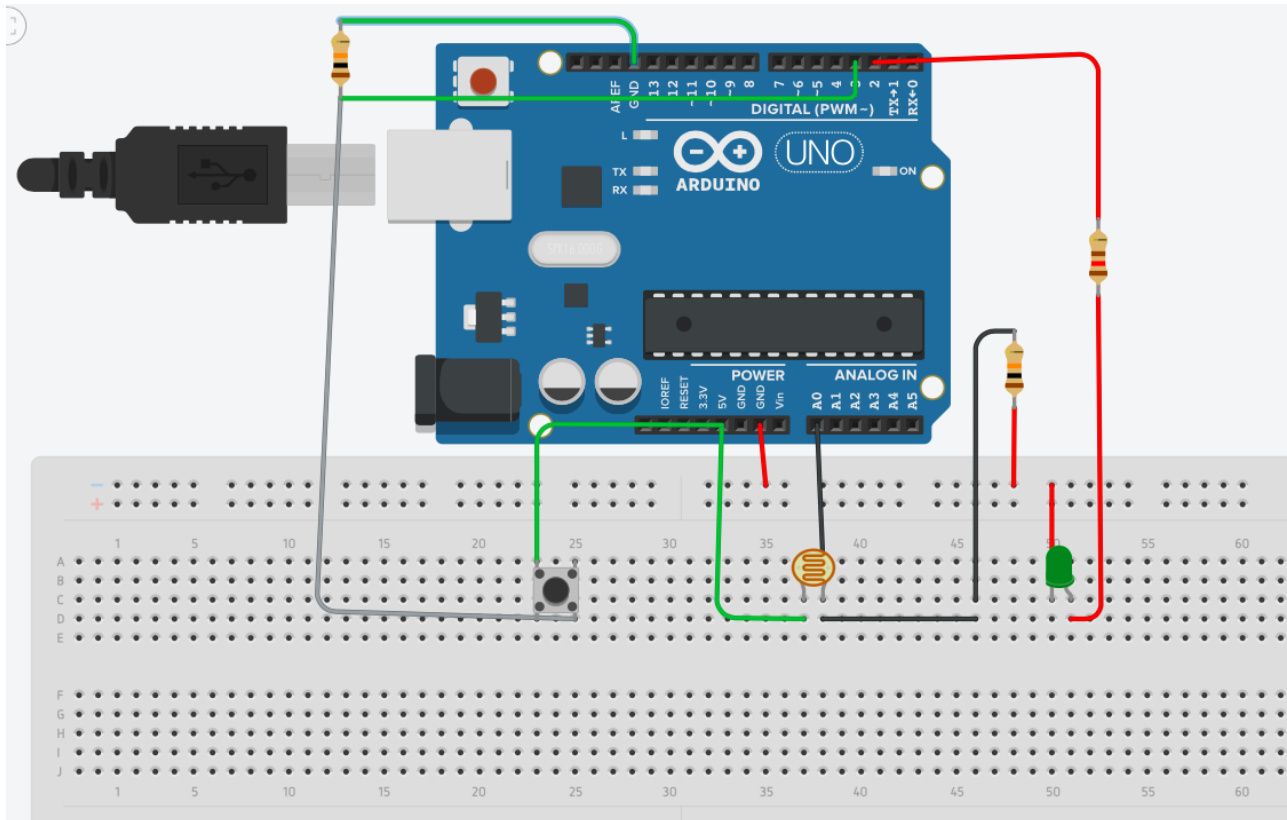 AREF
GND
13
12
~11
~10
~9
8
7
~6
~5
4
2
TX→1
RX←0
DIGITAL (PWM~)
L
TX
RX
ARDUINO
UNO
ON
POWER
ANALOG IN
IOREF
RESET
3.3V
5V
GND
GND
Vin
A0
A1
A2
A3
A4
A5
−
+
1 5 10 15 20 25 30 35 40 45 50 55 60
A
B
C
D
E
F
G
H
I
J
1 5 10 15 20 25 30 35 40 45 50 55 60